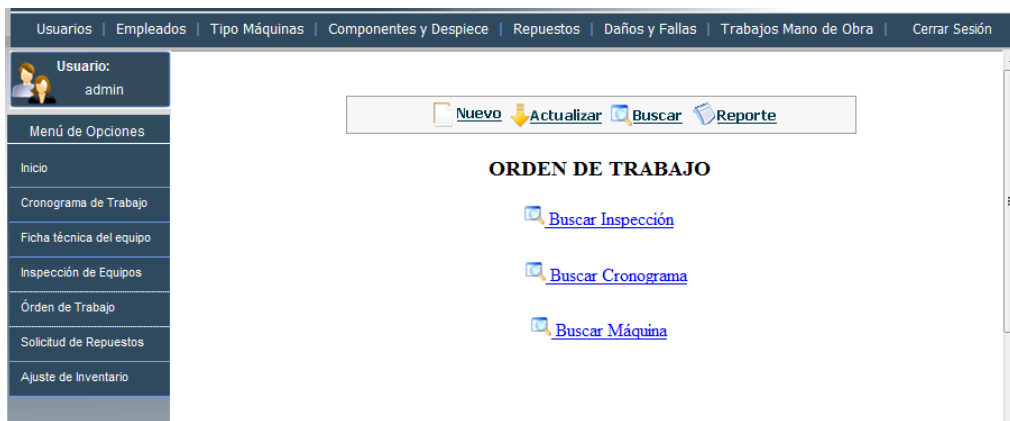 Usuarios | Empleados | Tipo Máquinas | Componentes y Despiece | Repuestos | Daños y Fallas | Trabajos Mano de Obra | Cerrar Sesión
Usuario:
admin
Menú de Opciones
Inicio
Cronograma de Trabajo
Ficha técnica del equipo
Inspección de Equipos
Órden de Trabajo
Solicitud de Repuestos
Ajuste de Inventario
Nuevo Actualizar Buscar Reporte
ORDEN DE TRABAJO
Buscar Inspección
Buscar Cronograma
Buscar Máquina